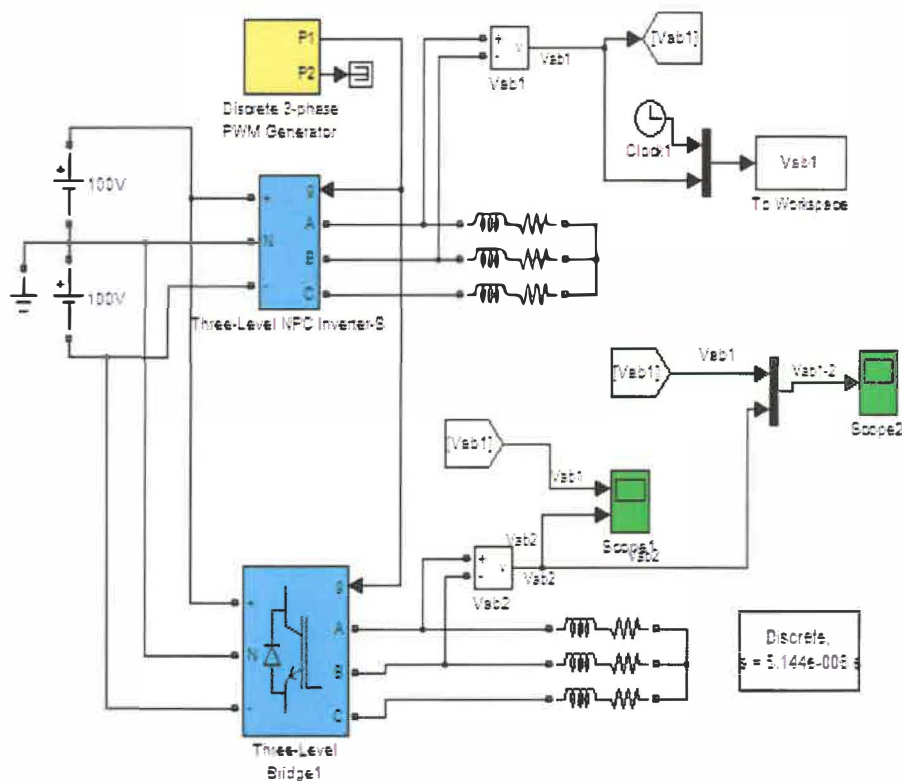 P1
P2
Discrete 3-phase
PWM Generator
+
-
v
Vab1
Vab1
[Vab1]
Clock1
Vab1
To Workspace
+
100V
+
100V
+
N
-
g
A
B
C
Three-Level NPC Inverter-S
[Vab1]
Vab1
Vab1-2
Scope2
[Vab1]
Vab1
Vab2
Scope1
Vab2
+
-
v
Vab2
Vab2
+
N
-
g
A
B
C
Three-Level
Bridge1
Discrete,